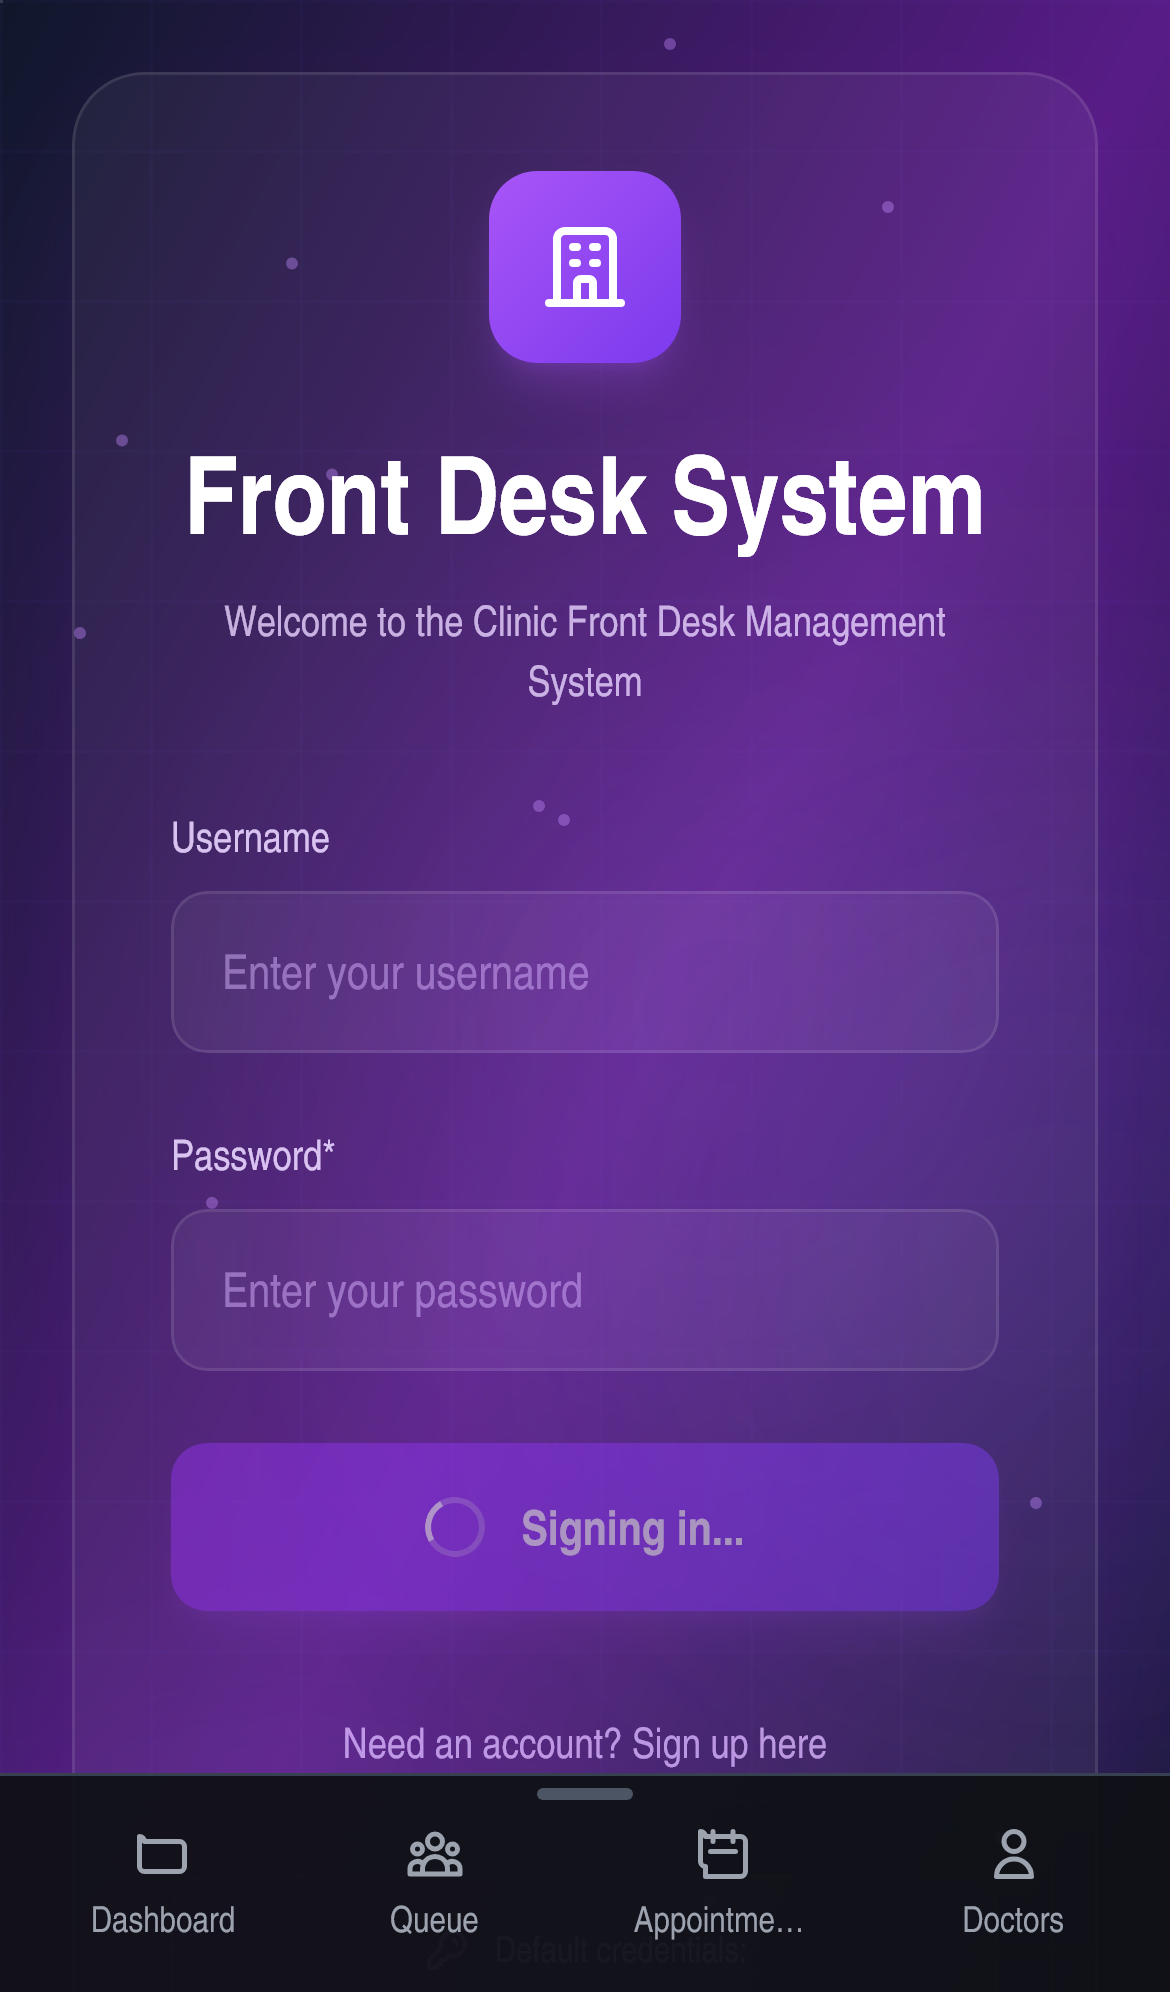 Front Desk System
Welcome to the Clinic Front Desk Management
System
Username
Enter your username
Password*
Enter your password
Signing in...
Need an account? Sign up here
Dashboard
Queue
Appointme...
Doctors
Default credentials: